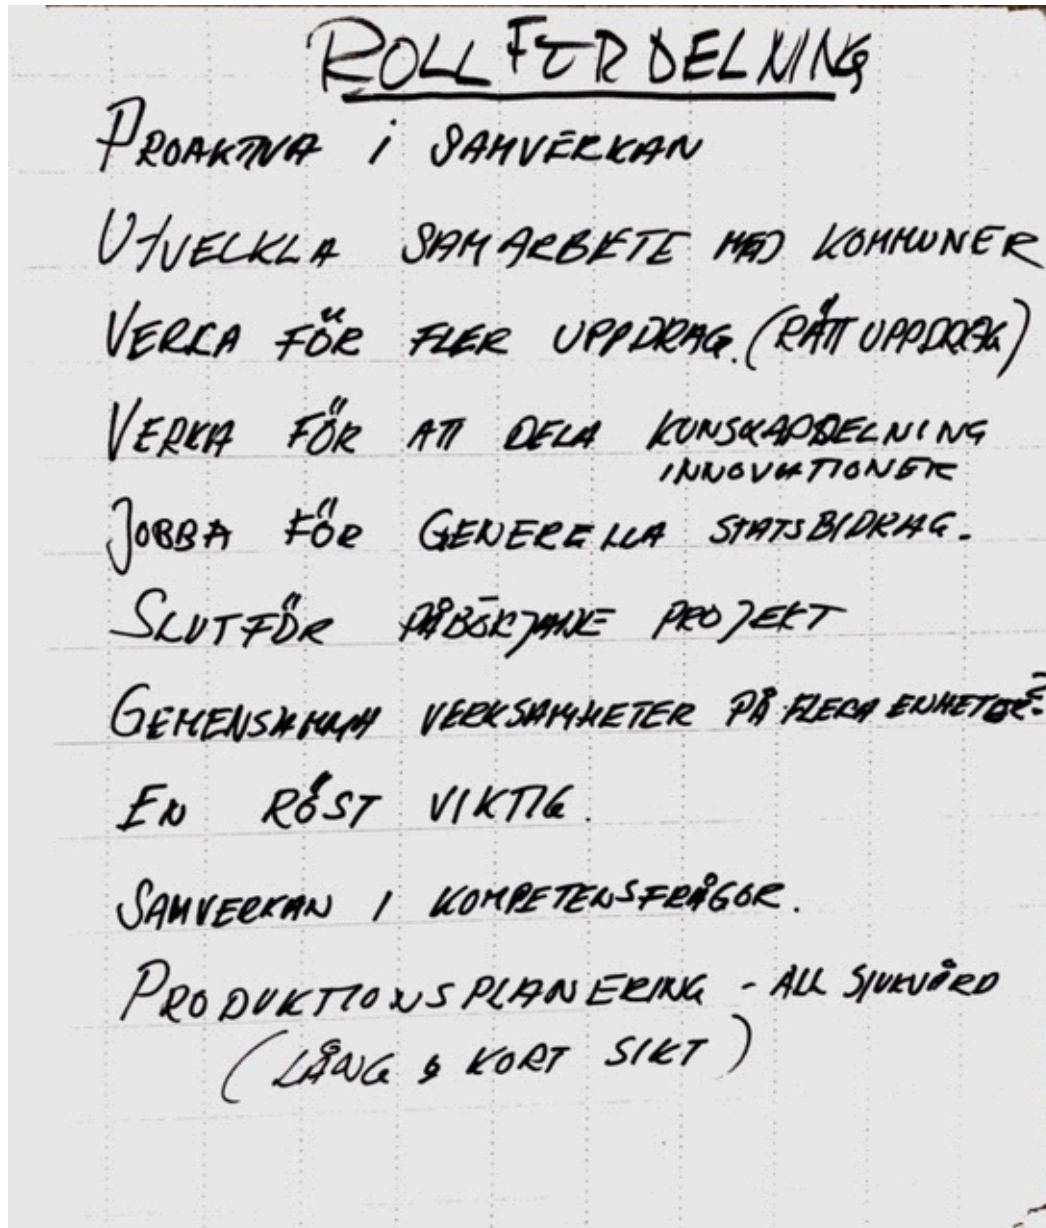 ROLLFÖRDELNING
PROAKTIVA i SAMVERKAN
UTVECKLA SAMARBETE MED KOMMUNER
VERKA FÖR FLER UPPDRAG. (RÄTT UPPDRAG)
VERKA FÖR ATT DELA KUNSKAPDELNING
INNOVATIONER
JOBBA FÖR GENERELLA STATSBIDRAG.
SLUTFÖR PROJEKT
GEMENSAMMA VERKSAMHETER PÅ FLERA ENHETER?
EN RÖST VIKTIG.
SAMVERKAN I KOMPETENSFRÅGOR.
PRODUKTIONSPLANERING - ALL SJUKVÅRD
(LÅNG & KORT SIKT)